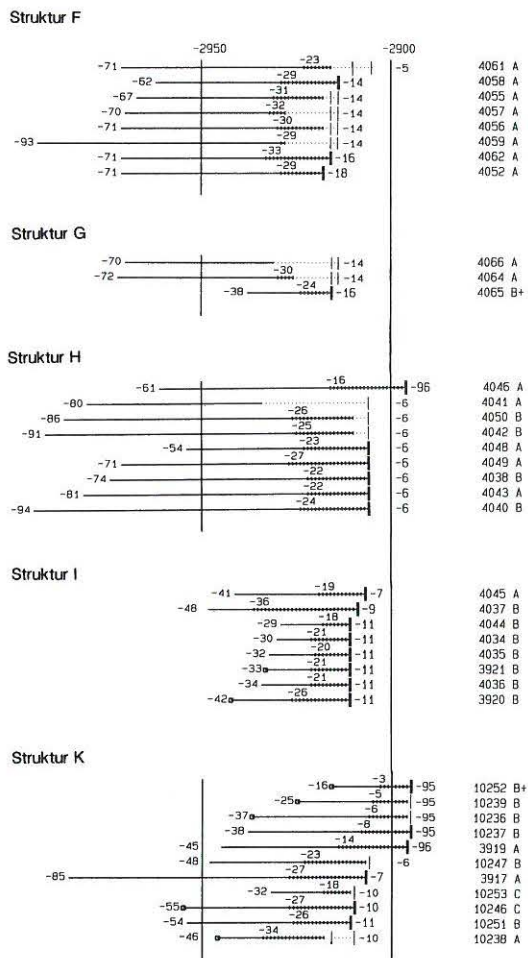 Struktur F
-2950 -2900
-71 -23 -5 4061 A
-62 -29 -14 4058 A
-67 -31 -14 4055 A
-70 -32 -14 4057 A
-71 -30 -14 4056 A
-93 -29 -14 4059 A
-71 -33 -16 4062 A
-71 -29 -18 4052 A
Struktur G
-70 -14 4066 A
-72 -30 -14 4064 A
-38 -24 -16 4065 B+
Struktur H
-61 -16 -96 4046 A
-80 -6 4041 A
-86 -26 -6 4050 B
-91 -25 -6 4042 B
-54 -23 -6 4048 A
-71 -27 -6 4049 A
-74 -22 -6 4038 B
-81 -22 -6 4043 A
-94 -24 -6 4040 B
Struktur I
-41 -19 -7 4045 A
-48 -36 -9 4037 B
-29 -18 -11 4044 B
-30 -21 -11 4034 B
-32 -20 -11 4035 B
-33 -21 -11 3921 B
-34 -21 -11 4036 B
-42 -26 -11 3920 B
Struktur K
-16 -3 -95 10252 B+
-25 -5 -95 10239 B
-37 -6 -95 10236 B
-38 -8 -95 10237 B
-45 -14 -96 3919 A
-48 -23 -6 10247 B
-85 -27 -7 3917 A
-32 -18 -10 10253 C
-55 -27 -10 10246 C
-54 -26 -11 10251 B
-46 -34 -10 10238 A